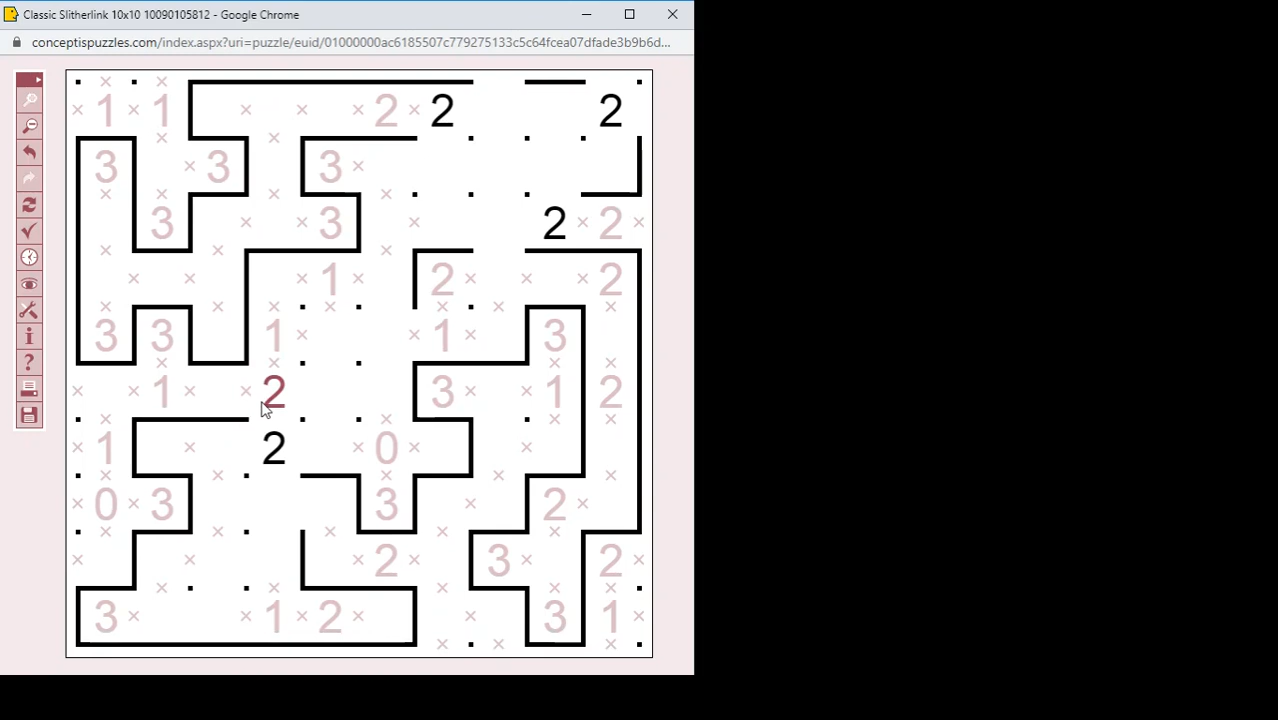 Classic Slitherlink 10x10 10090105812 - Google Chrome
conceptispuzzles.com/index.aspx?uri=puzzle/euid/01000000ac6185507c779275133c5c64fcea07dfade3b9b6d...
1 1 2 2 2
3 3 3
3 3 2 2
1 2 2
3 3 1 1 3
1 2 3 1 2
1 2 0
0 3 3 2
2 3 2
3 1 2 3 1